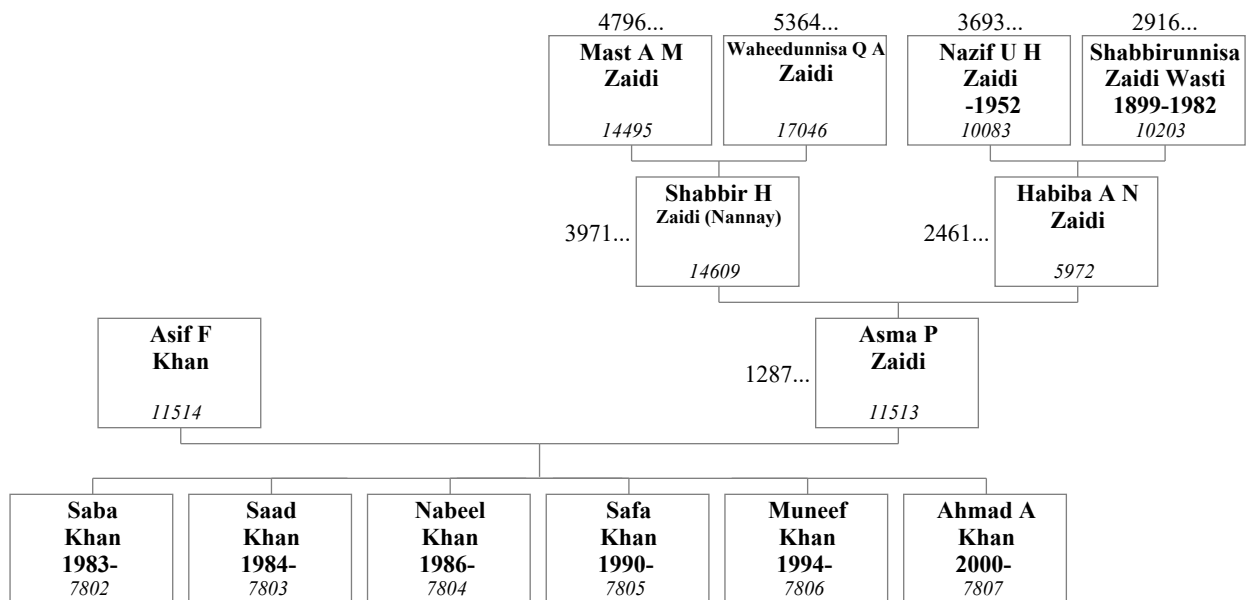 4796...
5364...
3693...
2916...
Mast A M
Zaidi
14495
Waheedunnisa Q A
Zaidi
17046
Nazif U H
Zaidi
-1952
10083
Shabbirunnisa
Zaidi Wasti
1899-1982
10203
3971...
Shabbir H
Zaidi (Nannay)
14609
2461...
Habiba A N
Zaidi
5972
Asif F
Khan
11514
1287...
Asma P
Zaidi
11513
Saba
Khan
1983-
7802
Saad
Khan
1984-
7803
Nabeel
Khan
1986-
7804
Safa
Khan
1990-
7805
Muneef
Khan
1994-
7806
Ahmad A
Khan
2000-
7807